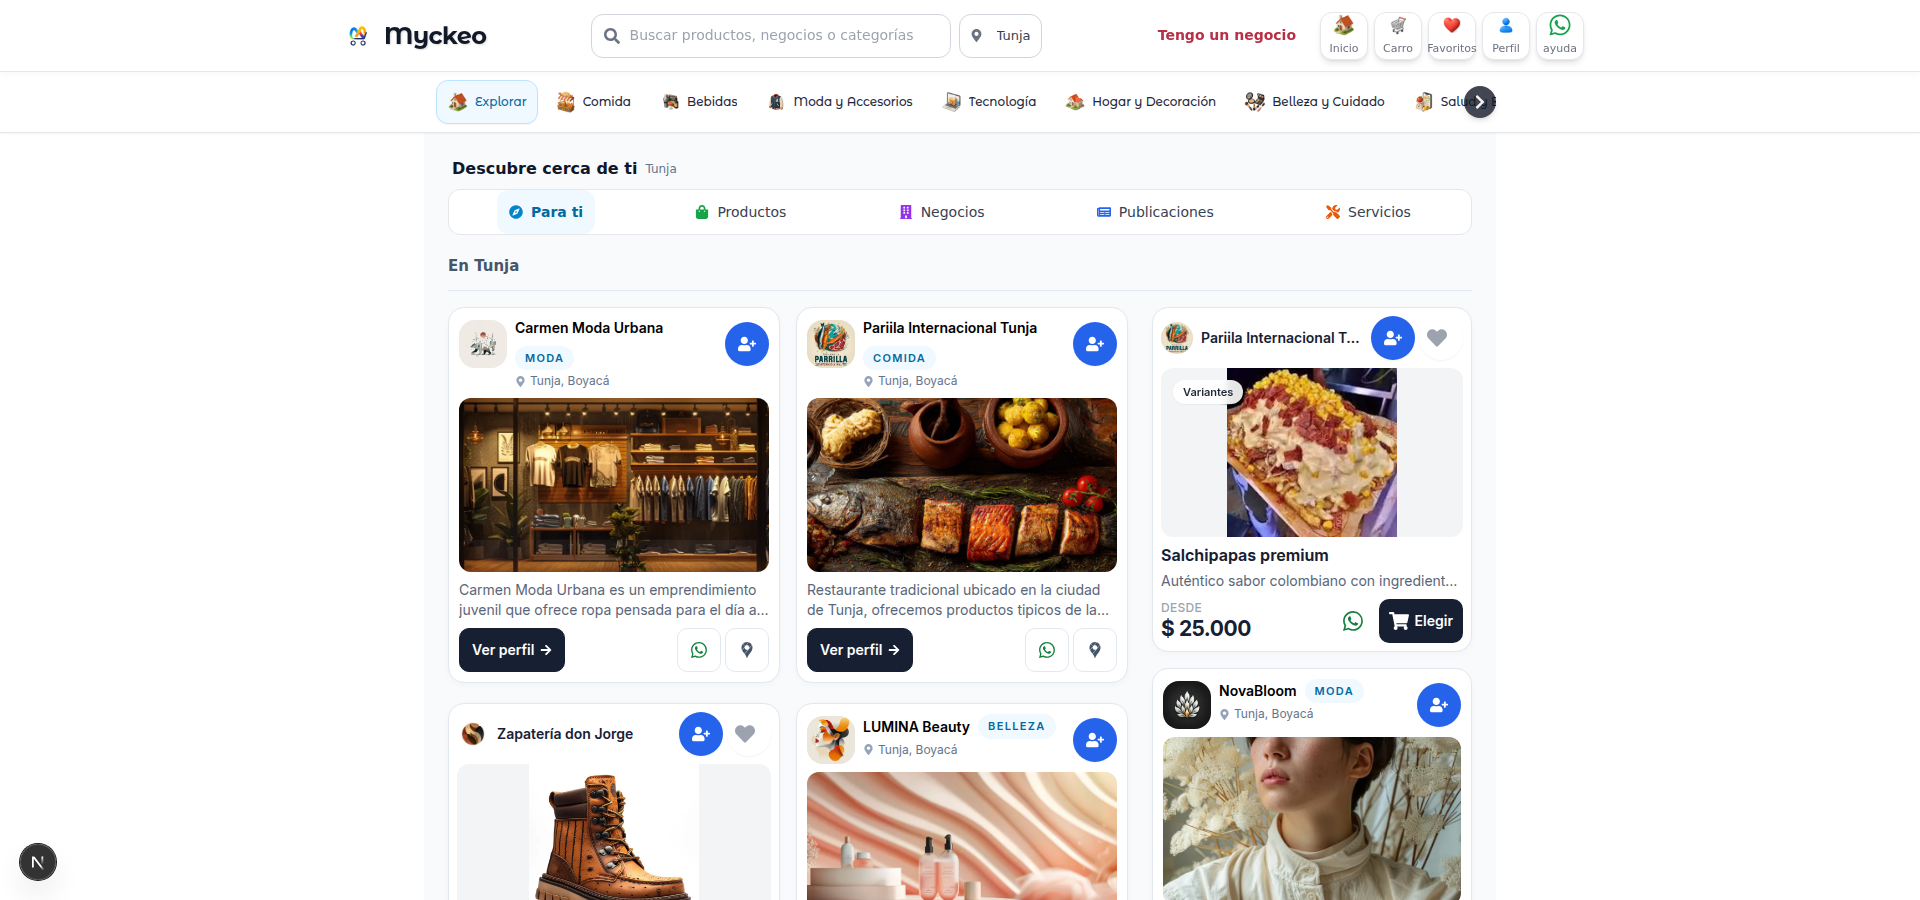 Myckeo
Buscar productos, negocios o categorías
Tunja
Tengo un negocio
Inicio
Carro
Favoritos
Perfil
ayuda
Explorar
Comida
Bebidas
Moda y Accesorios
Tecnología
Hogar y Decoración
Belleza y Cuidado
Descubre cerca de ti Tunja
Para ti
Productos
Negocios
Publicaciones
Servicios
En Tunja
Carmen Moda Urbana
MODA
Tunja, Boyacá
Carmen Moda Urbana es un emprendimiento
juvenil que ofrece ropa pensada para el día a...
Ver perfil
Pariila Internacional Tunja
COMIDA
Tunja, Boyacá
PARRILLA
Restaurante tradicional ubicado en la ciudad
de Tunja, ofrecemos productos tipicos de la...
Ver perfil
Pariila Internacional T...
PARRILLA
Variantes
Salchipapas premium
Auténtico sabor colombiano con ingredient...
DESDE
$ 25.000
Elegir
Zapatería don Jorge
LUMINA Beauty
BELLEZA
Tunja, Boyacá
NovaBloom
MODA
Tunja, Boyacá
N